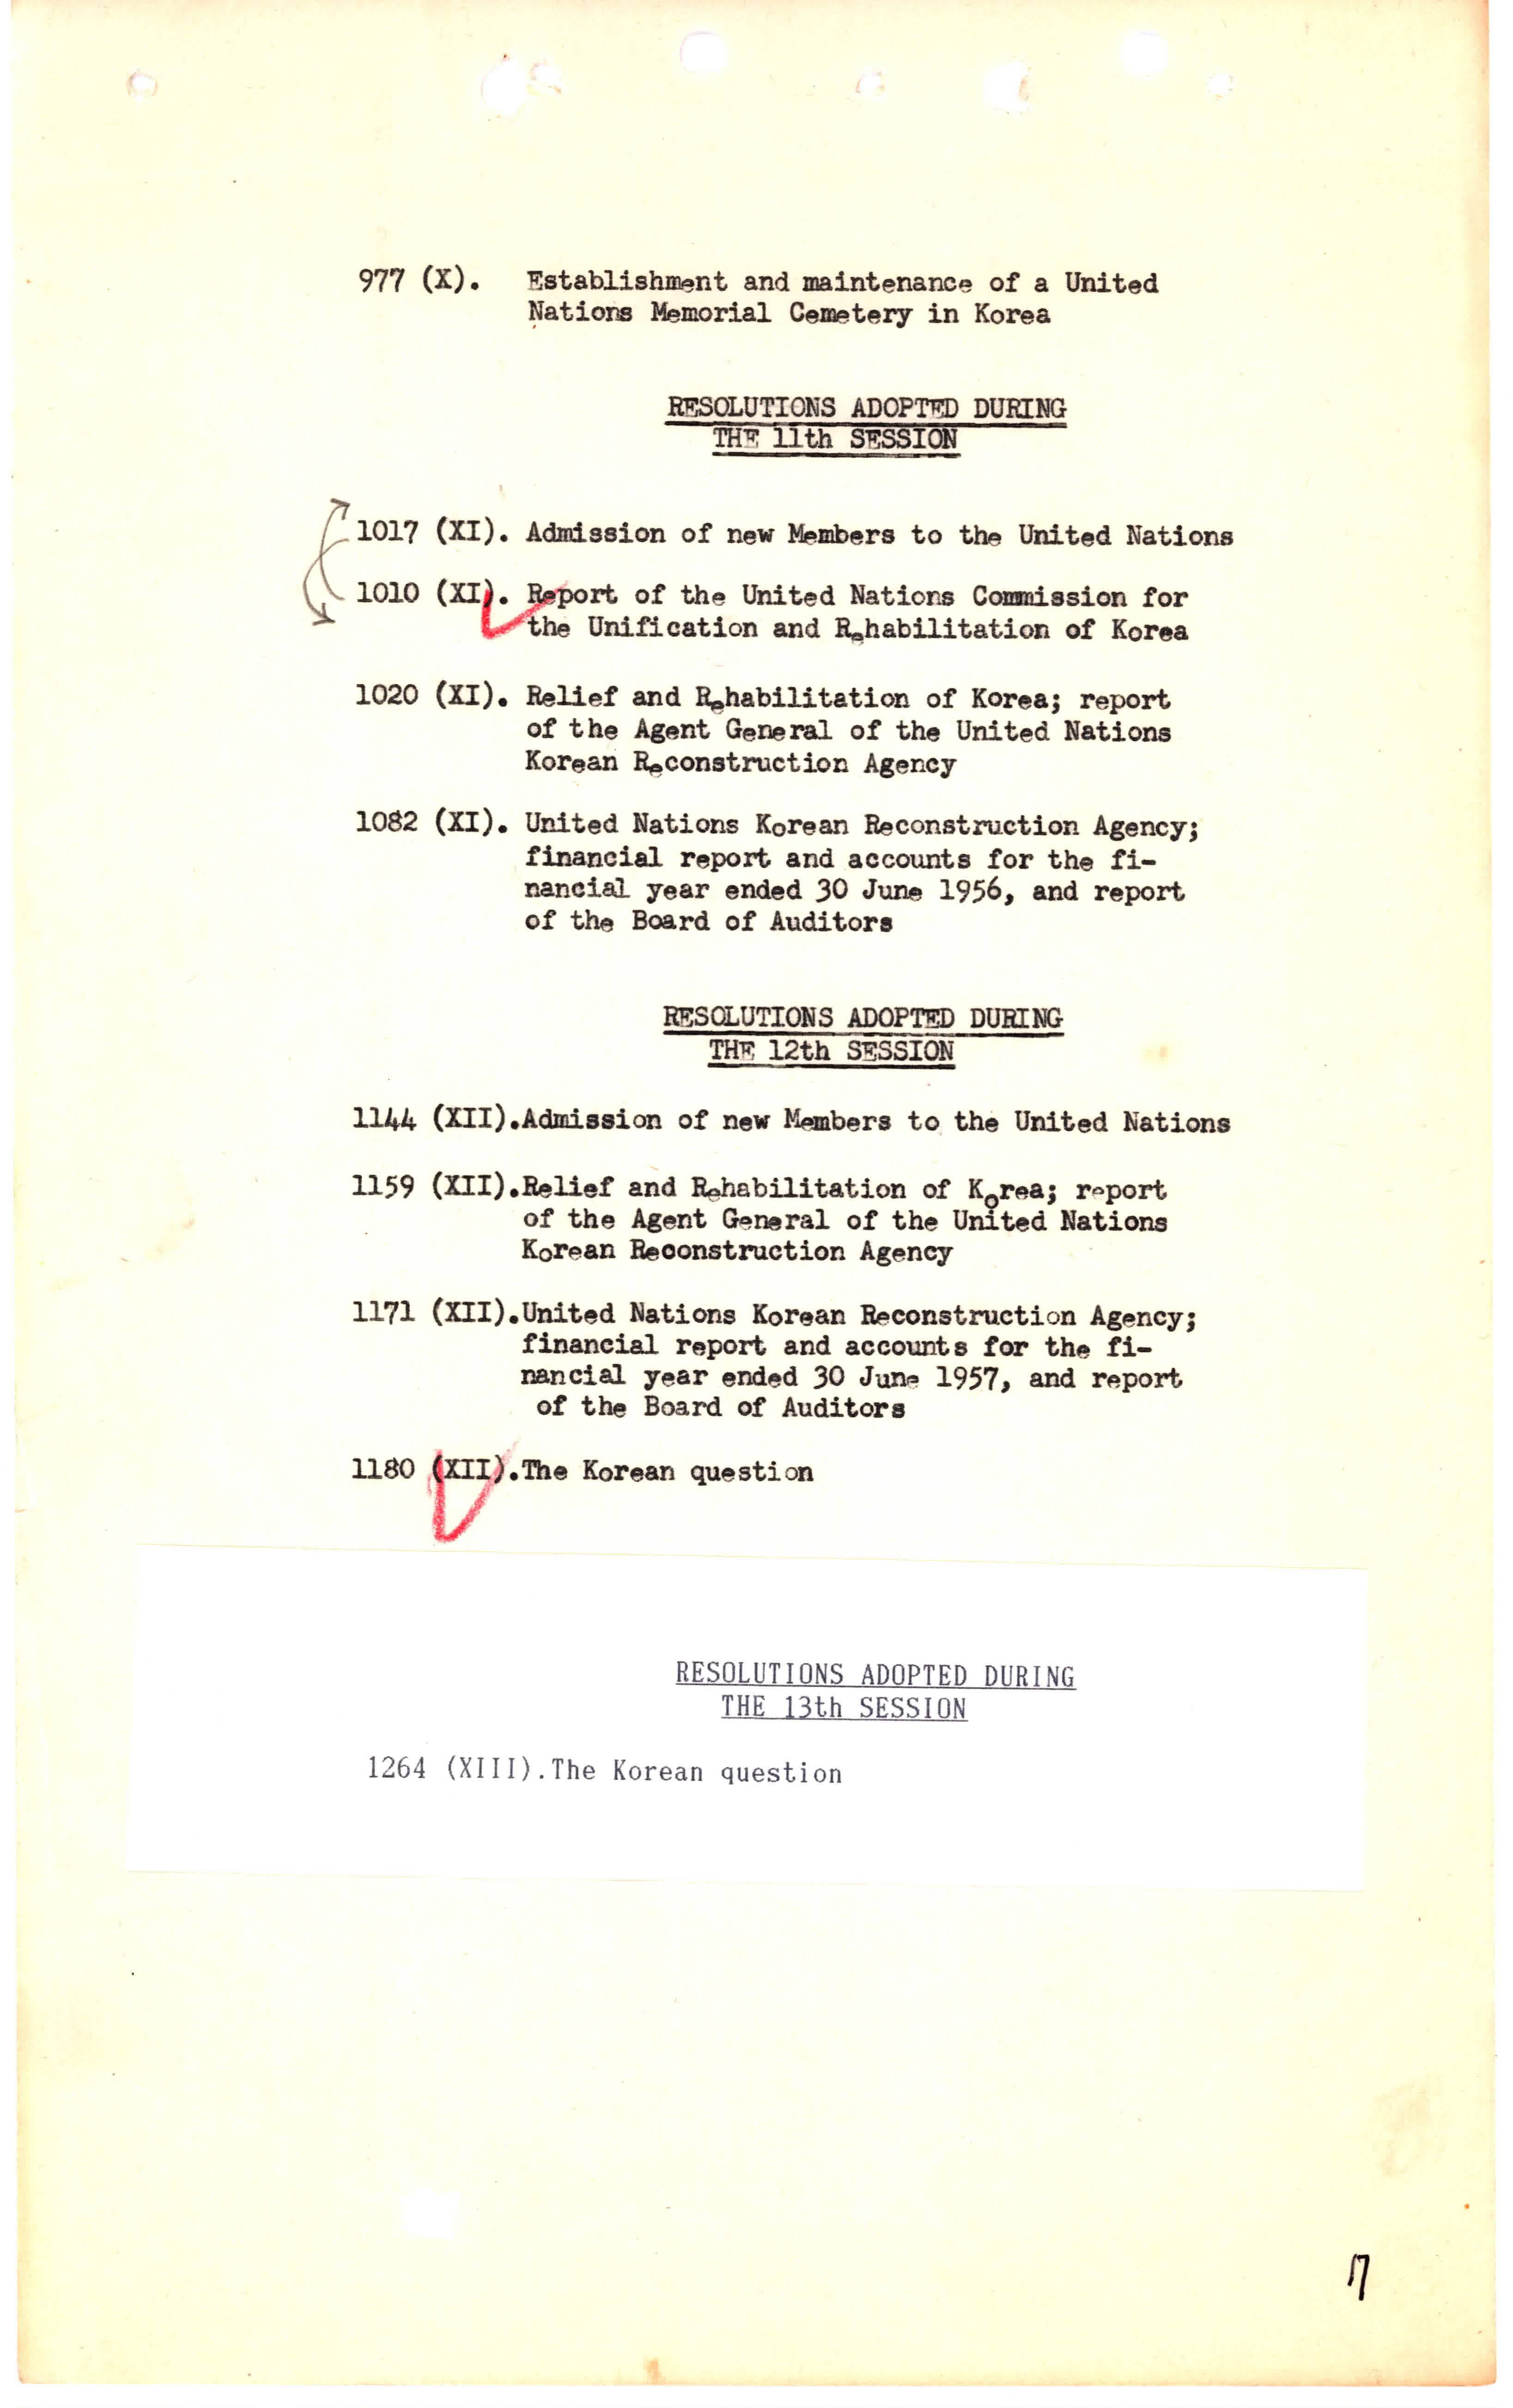 977 (X). Establishment and maintenance of a United
Nations Memorial Cemetery in Korea
RESOLUTIONS ADOPTED DURING
THE 11th SESSION
1017 (XI). Admission of new Members to the United Nations
1010 (XI). Report of the United Nations Commission for
the Unification and Rehabilitation of Korea
1020 (XI). Relief and Rehabilitation of Korea; report
of the Agent General of the United Nations
Korean Reconstruction Agency
1082 (XI). United Nations Korean Reconstruction Agency;
financial report and accounts for the fi-
nancial year ended 30 June 1956, and report
of the Board of Auditors
RESOLUTIONS ADOPTED DURING
THE 12th SESSION
1144 (XII).Admission of new Members to the United Nations
1159 (XII).Relief and Rehabilitation of Korea; report
of the Agent General of the United Nations
Korean Reconstruction Agency
1171 (XII).United Nations Korean Reconstruction Agency;
financial report and accounts for the fi-
nancial year ended 30 June 1957, and report
of the Board of Auditors
1180 (XII).The Korean question
RESOLUTIONS ADOPTED DURING
THE 13th SESSION
1264 (XIII).The Korean question
17